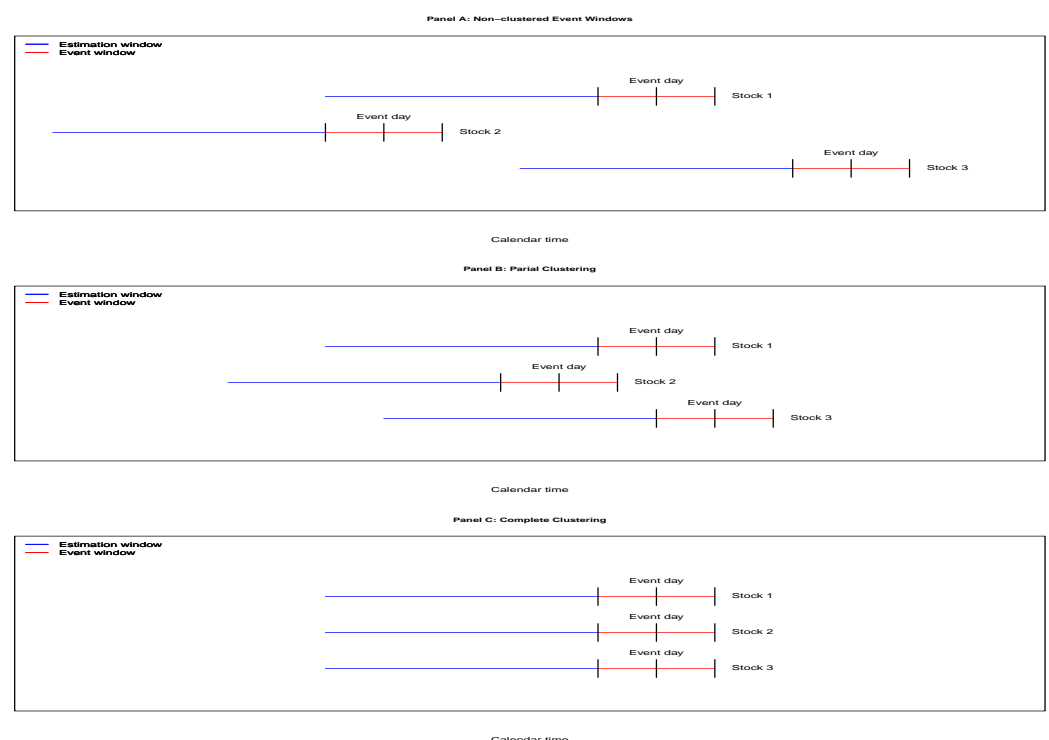 Panel A: Non−clustered Event Windows
Estimation window
Event window
Event day
Stock 1
Event day
Stock 2
Event day
Stock 3
Calendar time
Panel B: Parial Clustering
Estimation window
Event window
Event day
Stock 1
Event day
Stock 2
Event day
Stock 3
Calendar time
Panel C: Complete Clustering
Estimation window
Event window
Event day
Stock 1
Event day
Stock 2
Event day
Stock 3
Calendar time